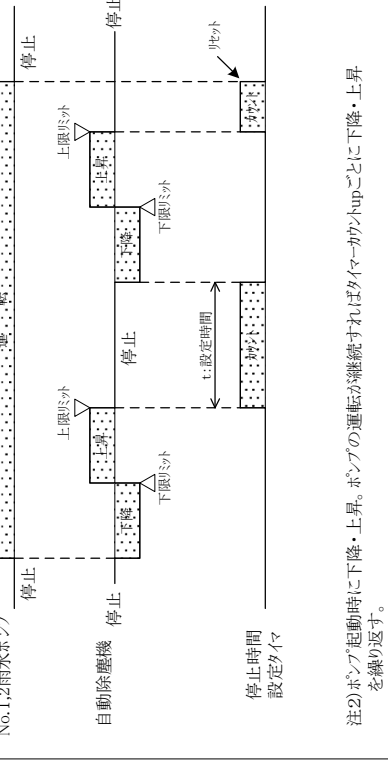 No.1,2雨水ポンプ
停止
運 転
停止
自動除塵機
停止
下降
下限リミット
上昇
上限リミット
停止
下降
下限リミット
上昇
上限リミット
停止
停止時間
設定タイマ
カウント
t:設定時間
カウント
リセット
注2)ポンプ起動時に下降・上昇。ポンプの運転が継続すればタイマーカウントupごとに下降・上昇
を繰り返す。